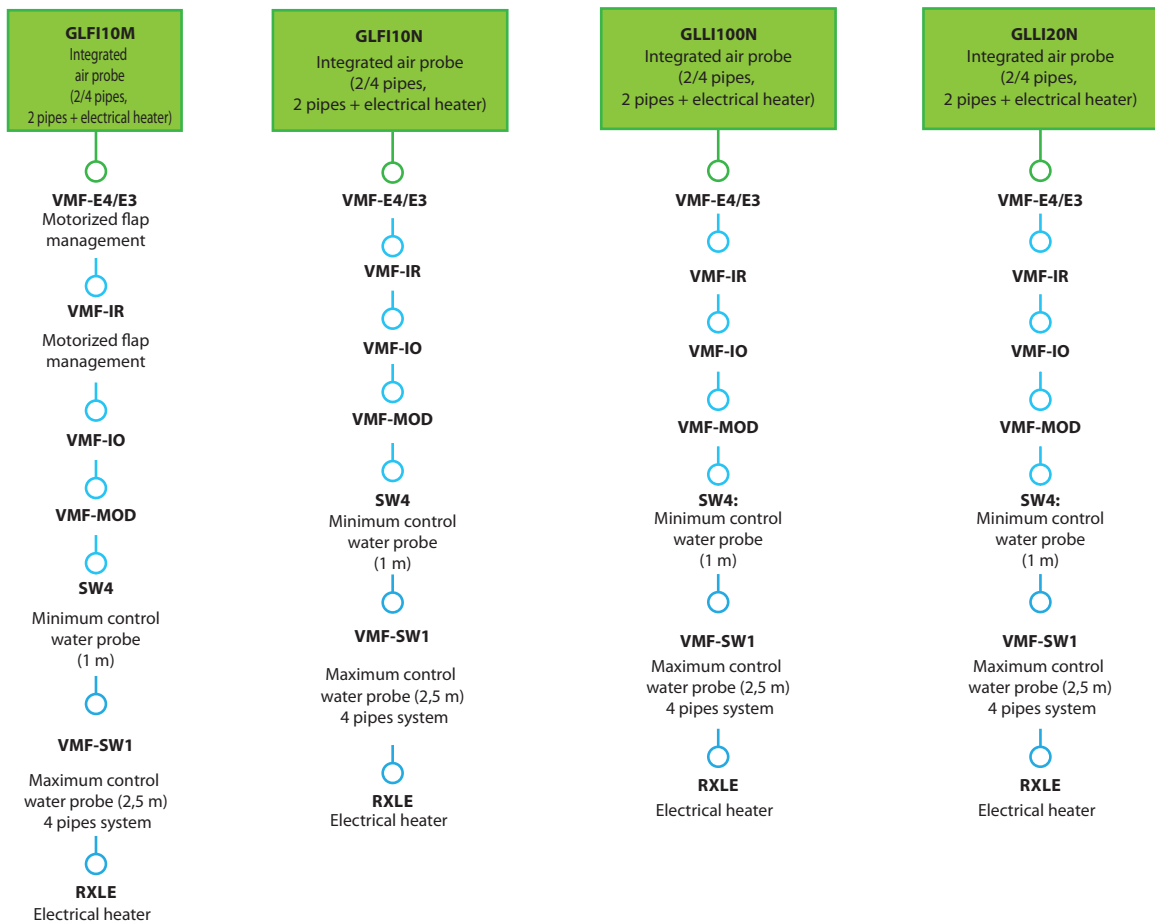 GLFI10M
Integrated
air probe
(2/4 pipes,
2 pipes + electrical heater)
VMF-E4/E3
Motorized flap
management
VMF-IR
Motorized flap
management
VMF-IO
VMF-MOD
SW4
Minimum control
water probe
(1 m)
VMF-SW1
Maximum control
water probe (2,5 m)
4 pipes system
RXLE
Electrical heater
GLFI10N
Integrated air probe
(2/4 pipes,
2 pipes + electrical heater)
VMF-E4/E3
VMF-IR
VMF-IO
VMF-MOD
SW4
Minimum control
water probe
(1 m)
VMF-SW1
Maximum control
water probe (2,5 m)
4 pipes system
RXLE
Electrical heater
GLLI100N
Integrated air probe
(2/4 pipes,
2 pipes + electrical heater)
VMF-E4/E3
VMF-IR
VMF-IO
VMF-MOD
SW4:
Minimum control
water probe
(1 m)
VMF-SW1
Maximum control
water probe (2,5 m)
4 pipes system
RXLE
Electrical heater
GLLI20N
Integrated air probe
(2/4 pipes,
2 pipes + electrical heater)
VMF-E4/E3
VMF-IR
VMF-IO
VMF-MOD
SW4:
Minimum control
water probe
(1 m)
VMF-SW1
Maximum control
water probe (2,5 m)
4 pipes system
RXLE
Electrical heater